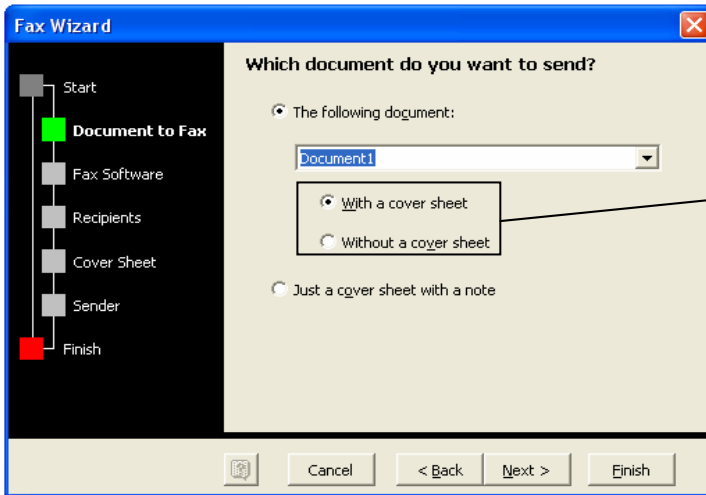 Fax Wizard
Start
Document to Fax
Fax Software
Recipients
Cover Sheet
Sender
Finish
Which document do you want to send?
The following document:
Document1
With a cover sheet
Without a cover sheet
Just a cover sheet with a note
Cancel
< Back
Next >
Finish